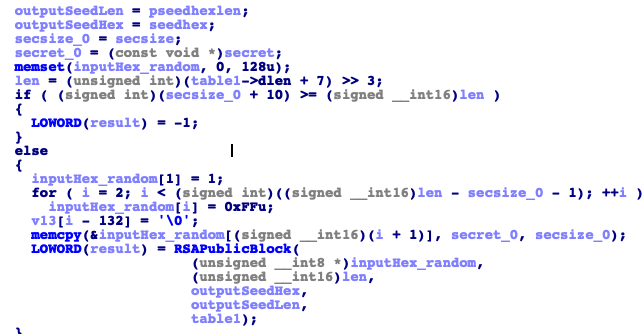 outputSeedLen = pseedhexlen;
outputSeedHex = seedhex;
secsize_0 = secsize;
secret_0 = (const void *)secret;
memset(inputHex_random, 0, 128u);
len = (unsigned int)(table1->dlen + 7) >> 3;
if ( (signed int)(secsize_0 + 10) >= (signed __int16)len )
{
LOWORD(result) = -1;
}
else
{
inputHex_random[1] = 1;
for ( i = 2; i < (signed int)((signed __int16)len - secsize_0 - 1); ++i )
inputHex_random[i] = 0xFFu;
v13[i - 132] = '\0';
memcpy(&inputHex_random[(signed __int16)(i + 1)], secret_0, secsize_0);
LOWORD(result) = RSAPublicBlock(
(unsigned __int8 *)inputHex_random,
(unsigned __int16)len,
outputSeedHex,
outputSeedLen,
table1);
}